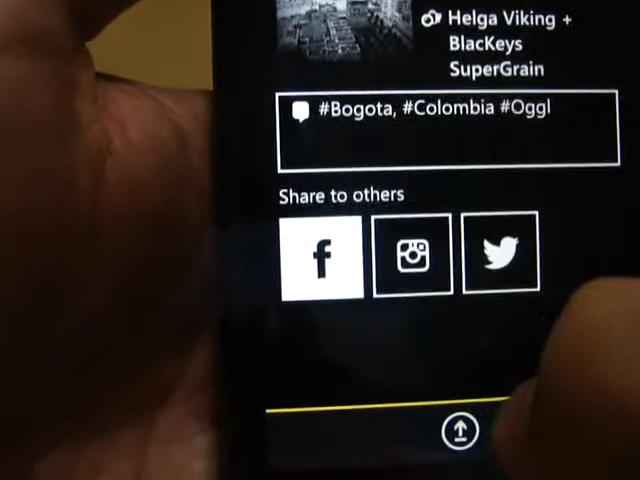 Helga Viking +
BlacKeys
SuperGrain
#Bogota, #Colombia #Oggl
Share to others
f